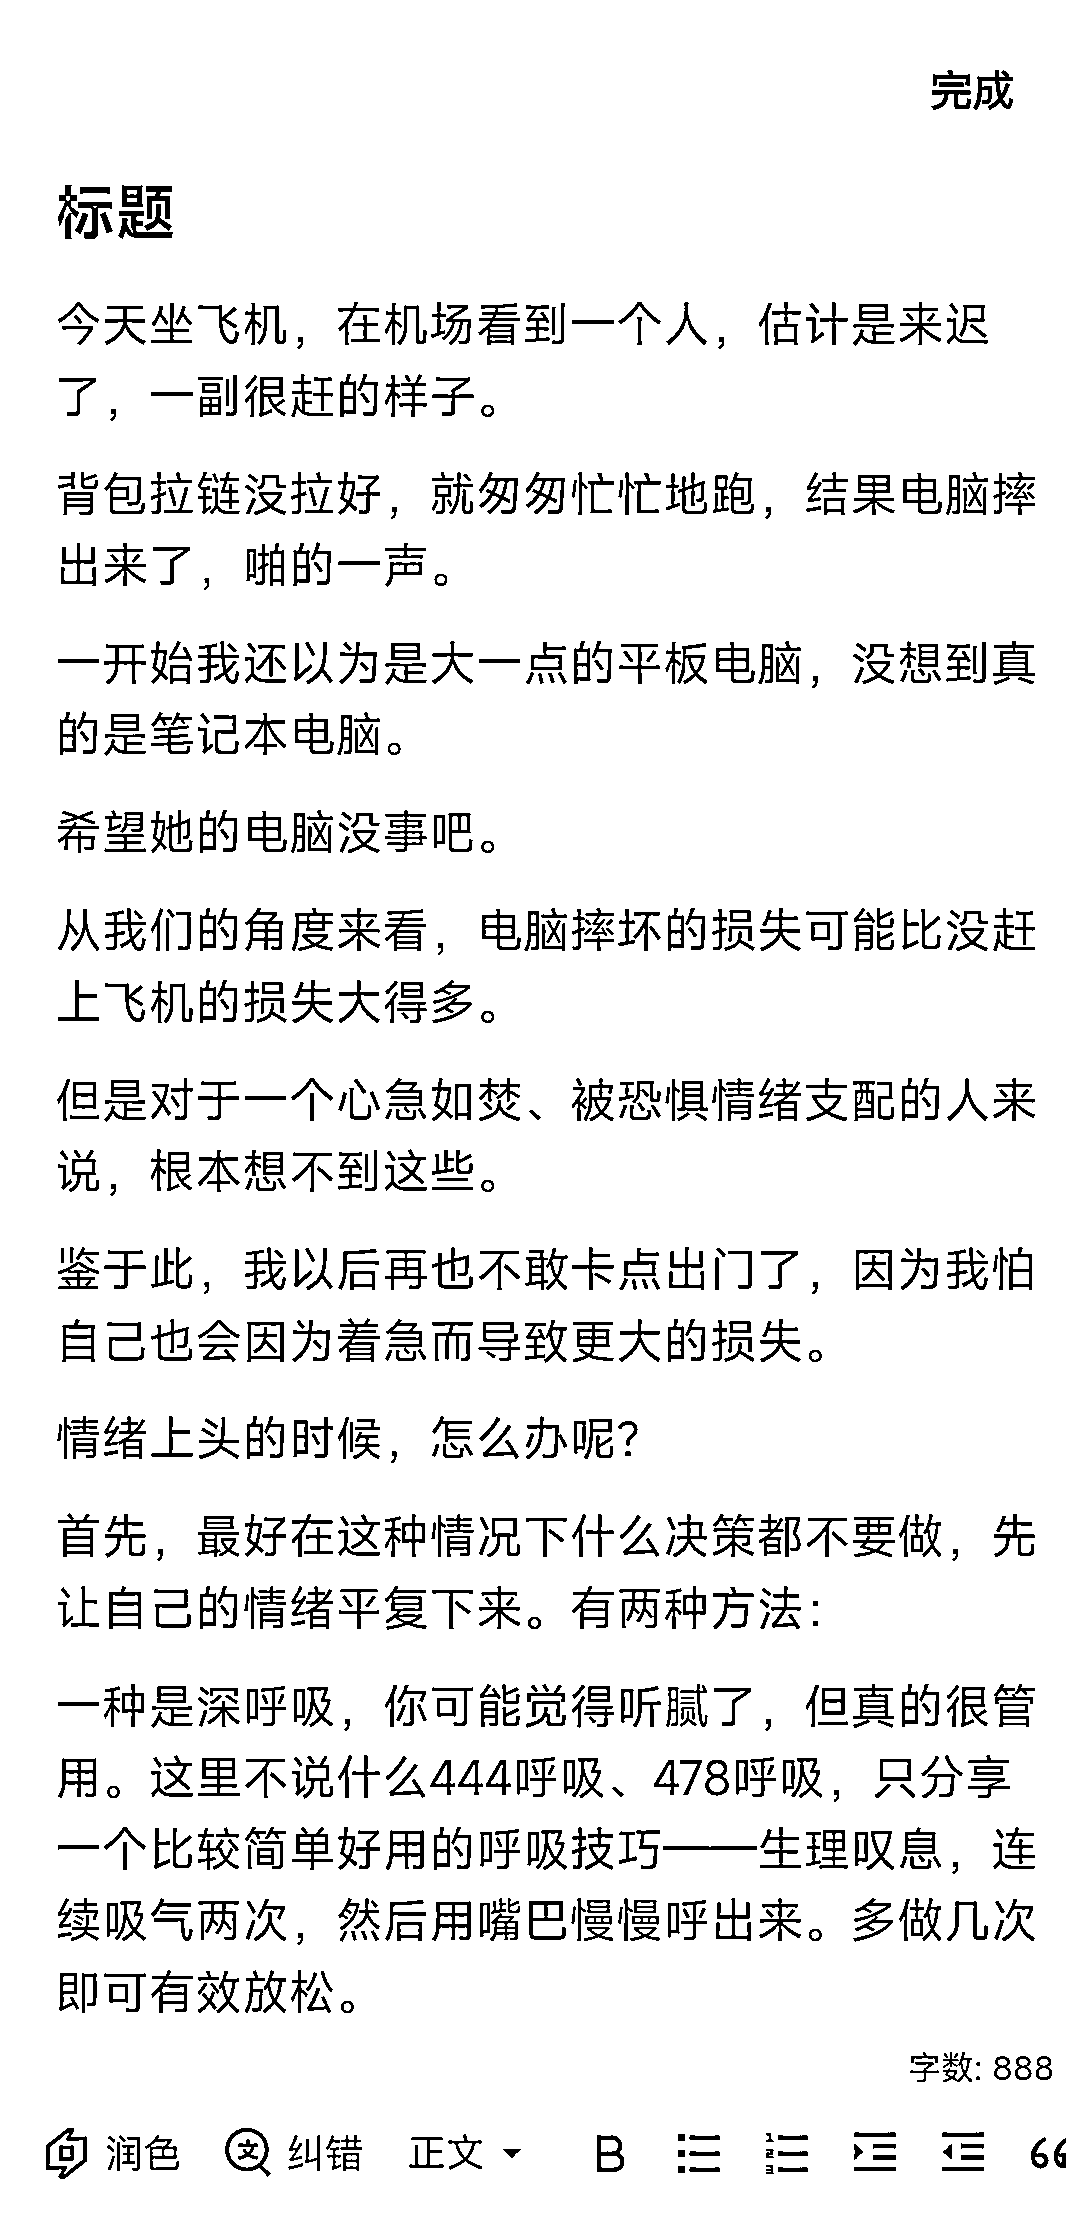 完成
标题
今天坐飞机，在机场看到一个人，估计是来迟
了，一副很赶的样子。
背包拉链没拉好，就匆匆忙忙地跑，结果电脑摔
出来了，啪的一声。
一开始我还以为是大一点的平板电脑，没想到真
的是笔记本电脑。
希望她的电脑没事吧。
从我们的角度来看，电脑摔坏的损失可能比没赶
上飞机的损失大得多。
但是对于一个心急如焚、被恐惧情绪支配的人来
说，根本想不到这些。
鉴于此，我以后再也不敢卡点出门了，因为我怕
自己也会因为着急而导致更大的损失。
情绪上头的时候，怎么办呢？
首先，最好在这种情况下什么决策都不要做，先
让自己的情绪平复下来。有两种方法：
一种是深呼吸，你可能觉得听腻了，但真的很管
用。这里不说什么444呼吸、478呼吸，只分享
一个比较简单好用的呼吸技巧——生理叹息，连
续吸气两次，然后用嘴巴慢慢呼出来。多做几次
即可有效放松。
字数: 888
润色 纠错 正文 B